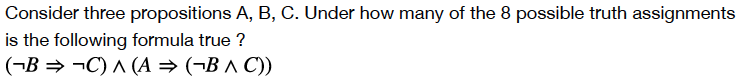 Consider three propositions A, B, C. Under how many of the 8 possible truth assignments
is the following formula true ?
(¬B ⇒ ¬C) ∧ (A ⇒ (¬B ∧ C))